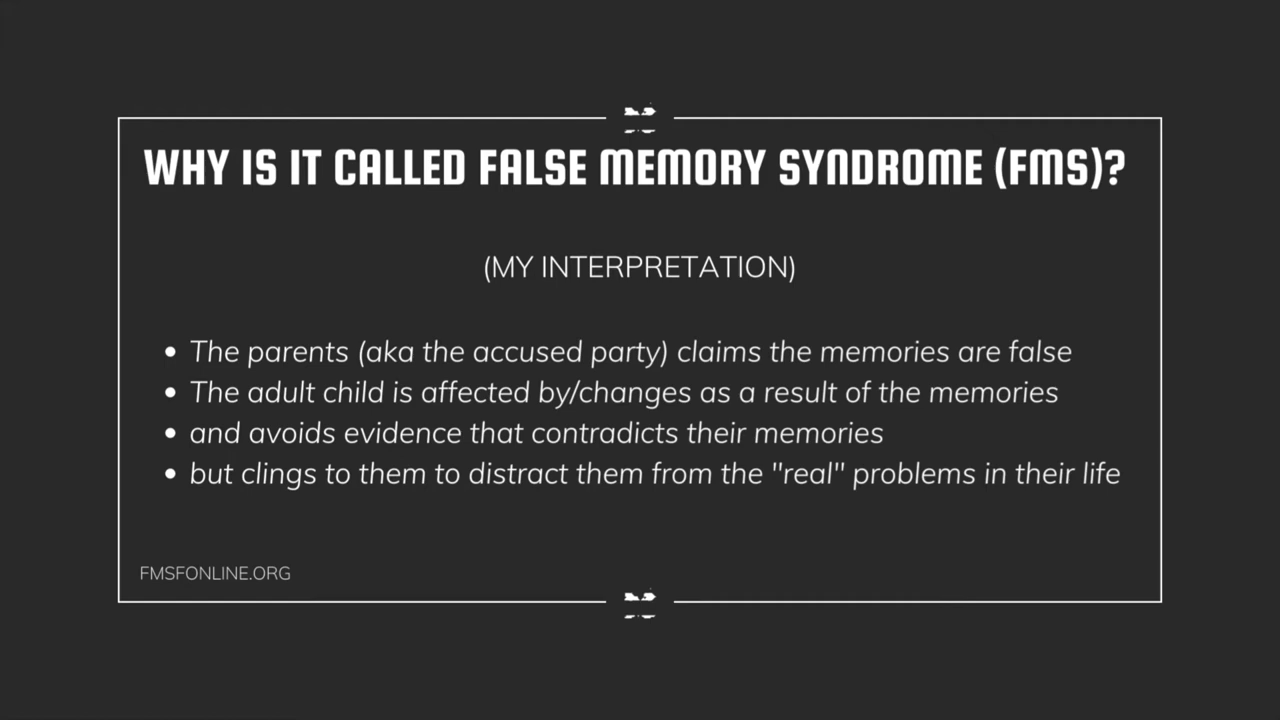 WHY IS IT CALLED FALSE MEMORY SYNDROME (FMS)?
(MY INTERPRETATION)
• The parents (aka the accused party) claims the memories are false
• The adult child is affected by/changes as a result of the memories
• and avoids evidence that contradicts their memories
• but clings to them to distract them from the "real" problems in their life
FMSFONLINE.ORG